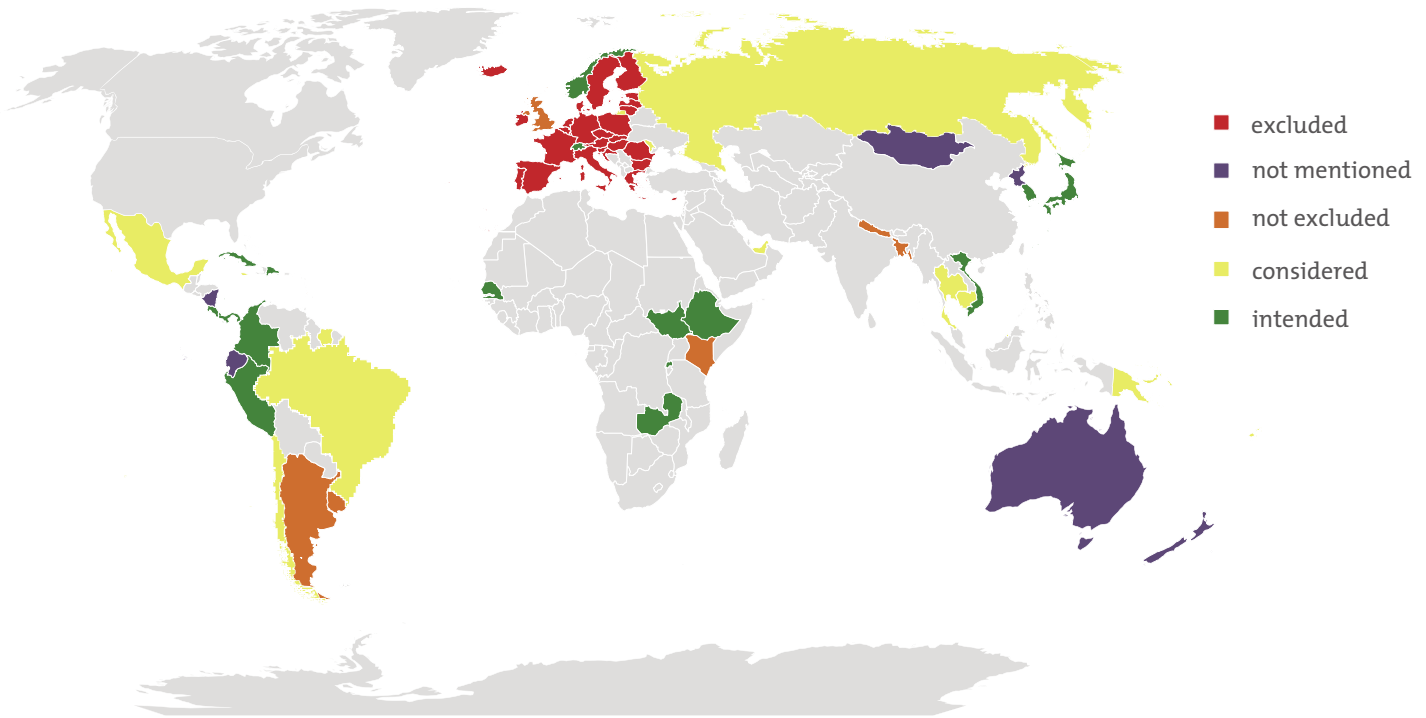 excluded
not mentioned
not excluded
considered
intended